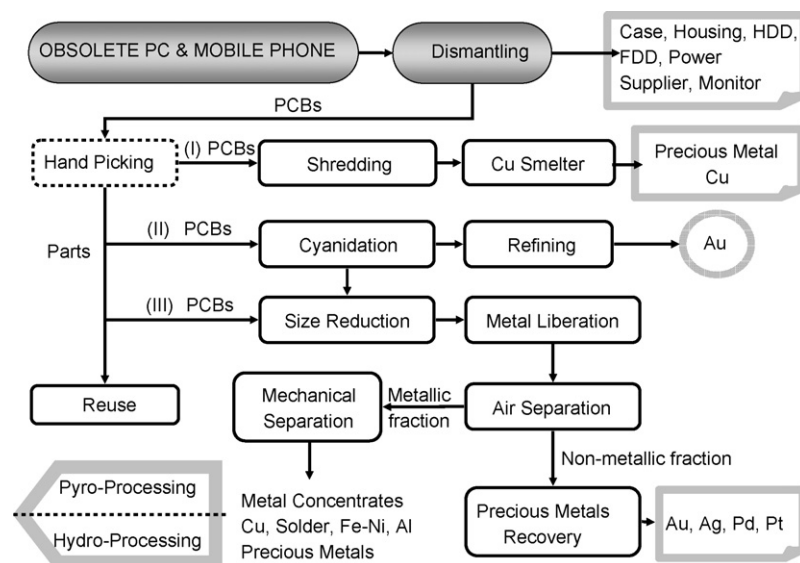 OBSOLETE PC & MOBILE PHONE
Dismantling
Case, Housing, HDD,
FDD, Power
Supplier, Monitor
PCBs
Hand Picking
(I) PCBs
Shredding
Cu Smelter
Precious Metal
Cu
Parts
(II) PCBs
Cyanidation
Refining
Au
(III) PCBs
Size Reduction
Metal Liberation
Reuse
Mechanical
Separation
Metallic
fraction
Air Separation
Non-metallic fraction
Pyro-Processing
Hydro-Processing
Metal Concentrates
Cu, Solder, Fe-Ni, Al
Precious Metals
Precious Metals
Recovery
Au, Ag, Pd, Pt